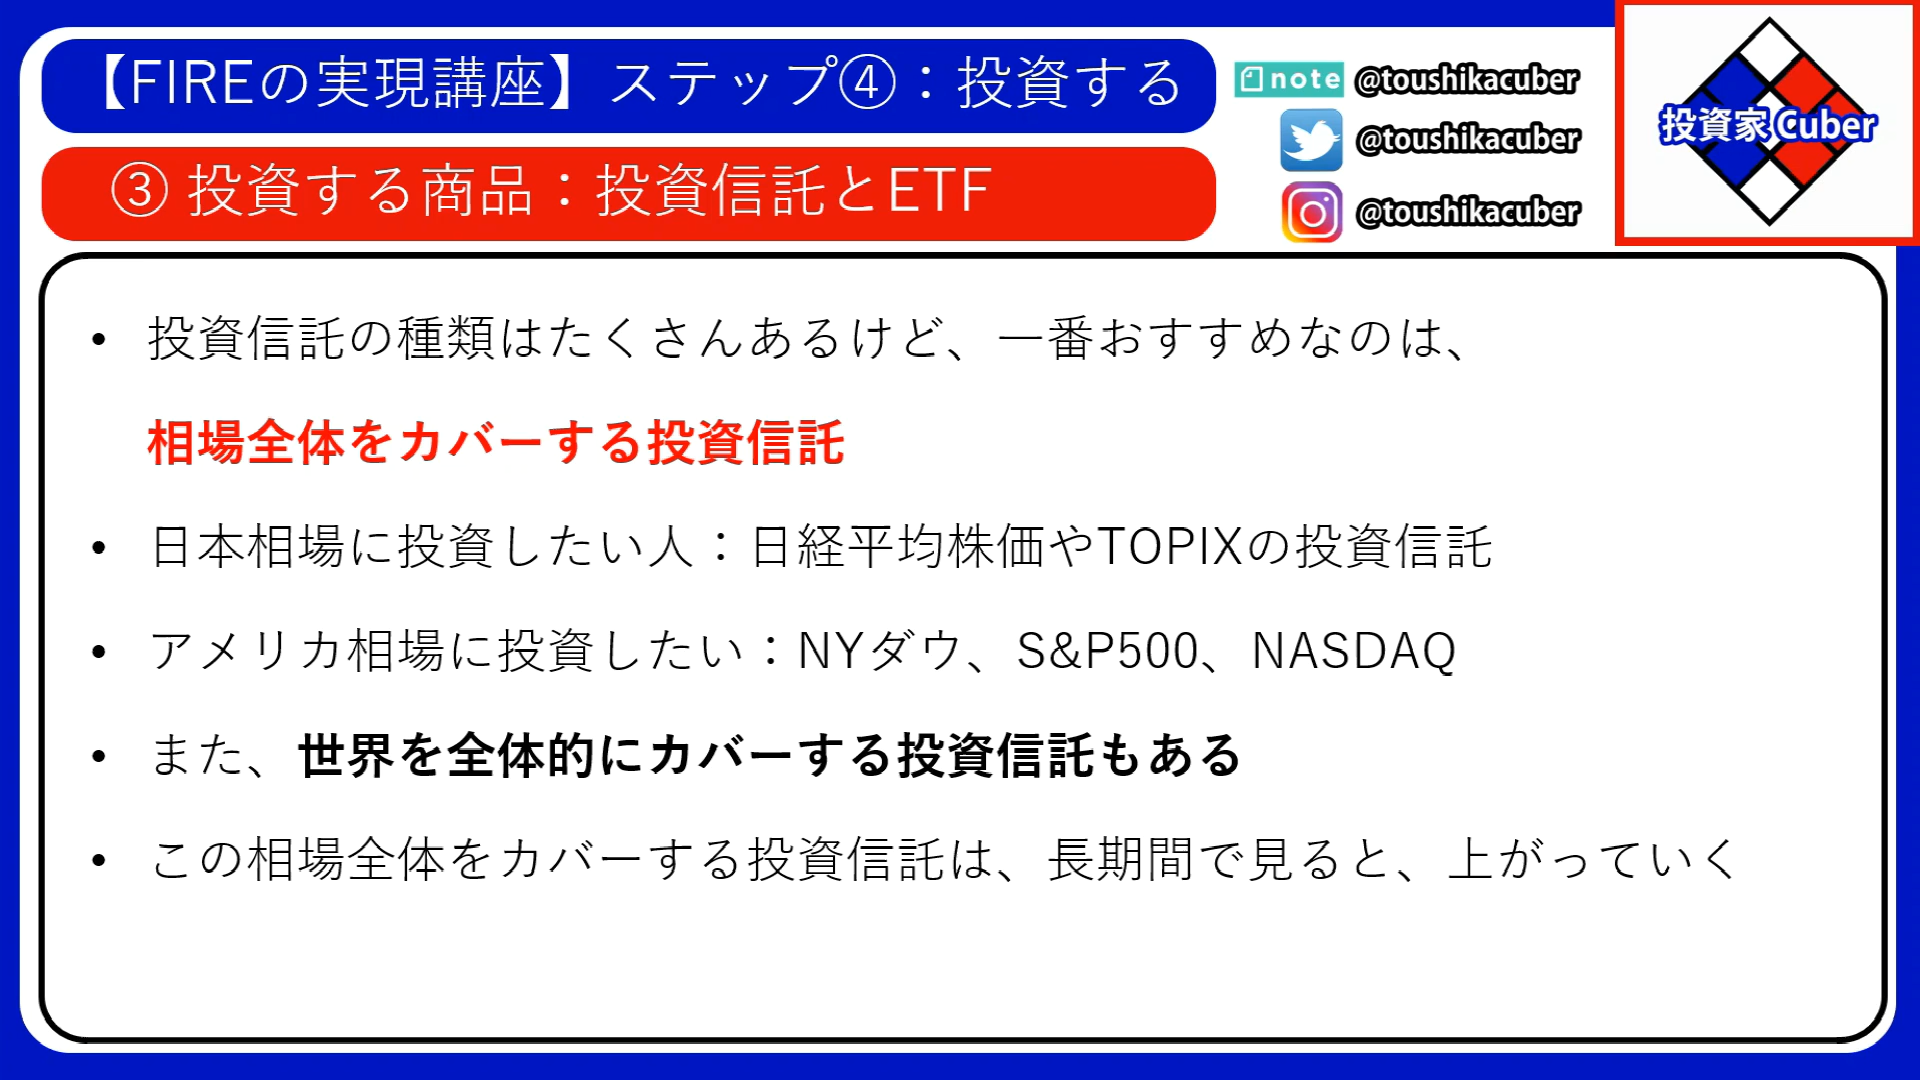 【FIREの実現講座】ステップ④：投資する
③ 投資する商品：投資信託とETF
note @toushikacuber
@toushikacuber
@toushikacuber
投資家 Cuber
• 投資信託の種類はたくさんあるけど、一番おすすめなのは、
相場全体をカバーする投資信託
• 日本相場に投資したい人：日経平均株価やTOPIXの投資信託
• アメリカ相場に投資したい：NYダウ、S&P500、NASDAQ
• また、世界を全体的にカバーする投資信託もある
• この相場全体をカバーする投資信託は、長期間で見ると、上がっていく